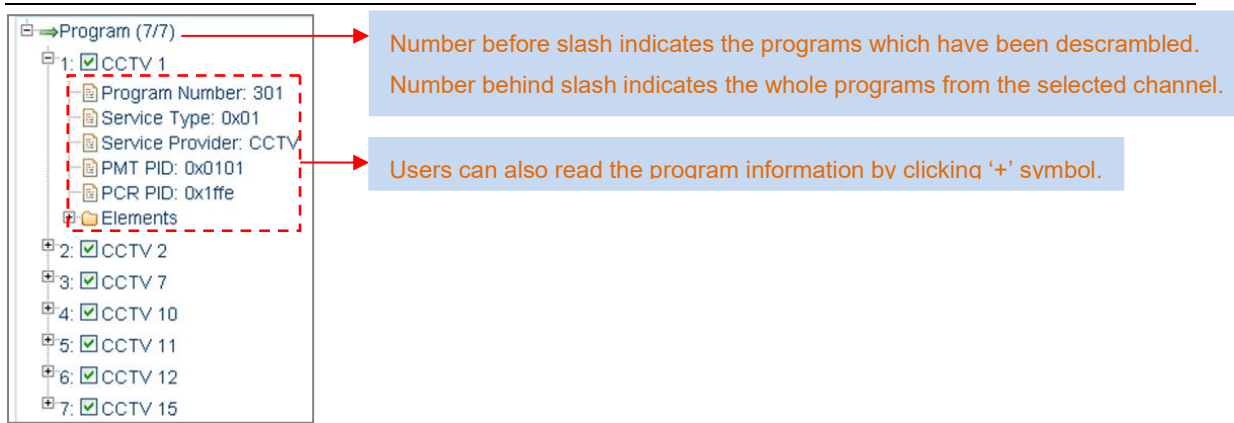 Program (7/7)
1: CCTV 1
Program Number: 301
Service Type: 0x01
Service Provider: CCTV
PMT PID: 0x0101
PCR PID: 0x1ffe
Elements
2: CCTV 2
3: CCTV 7
4: CCTV 10
5: CCTV 11
6: CCTV 12
7: CCTV 15
Number before slash indicates the programs which have been descrambled.
Number behind slash indicates the whole programs from the selected channel.
Users can also read the program information by clicking ‘+’ symbol.